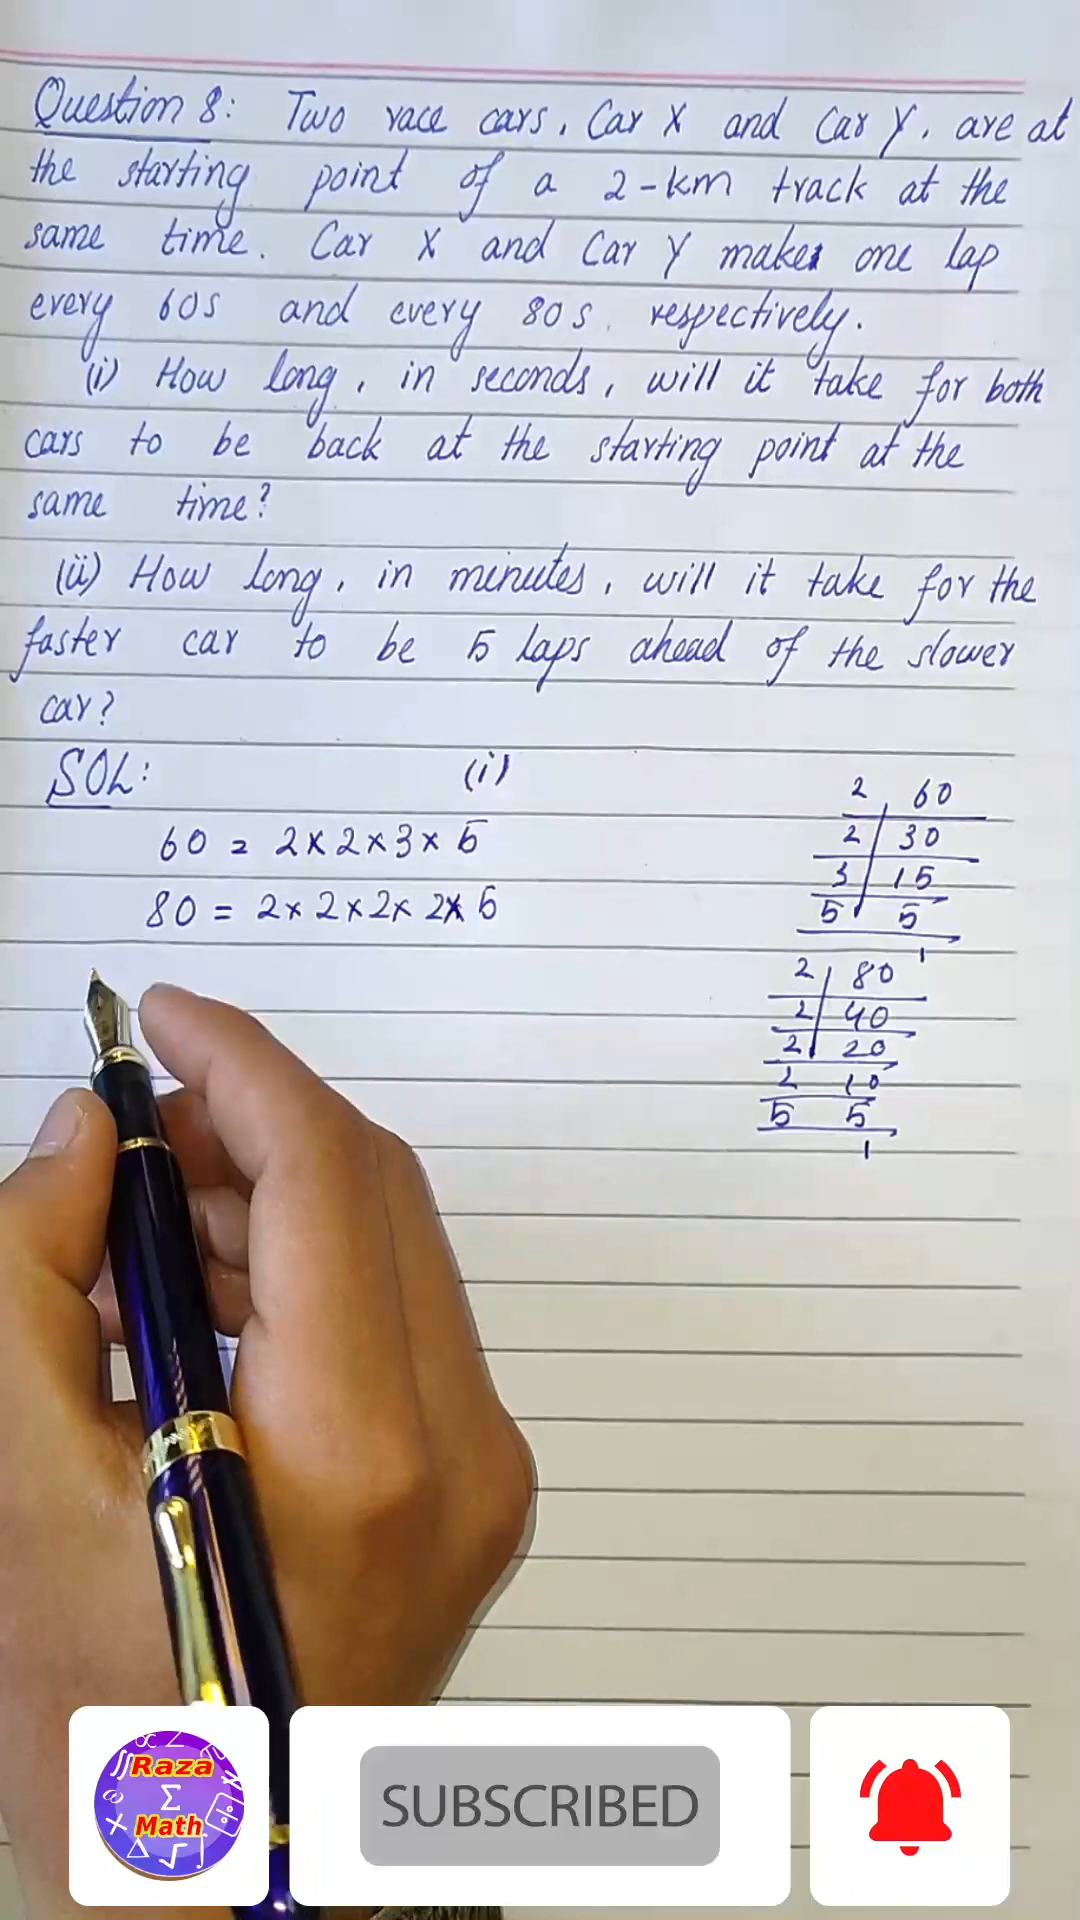 Question 8: Two race cars, Car X and Car Y, are at
the starting point of a 2-km track at the
same time. Car X and Car Y make one lap
every 60s and every 80s, respectively.
(i) How long, in seconds, will it take for both
cars to be back at the starting point at the
same time?
(ii) How long, in minutes, will it take for the
faster car to be 5 laps ahead of the slower
car?
SOL: (i)
60 = 2×2×3×5
80 = 2×2×2×2×5
2 60
2 30
3 15
5 5
1
2 80
2 40
2 20
2 10
5 5
1
Raza
Σ
Math
SUBSCRIBED